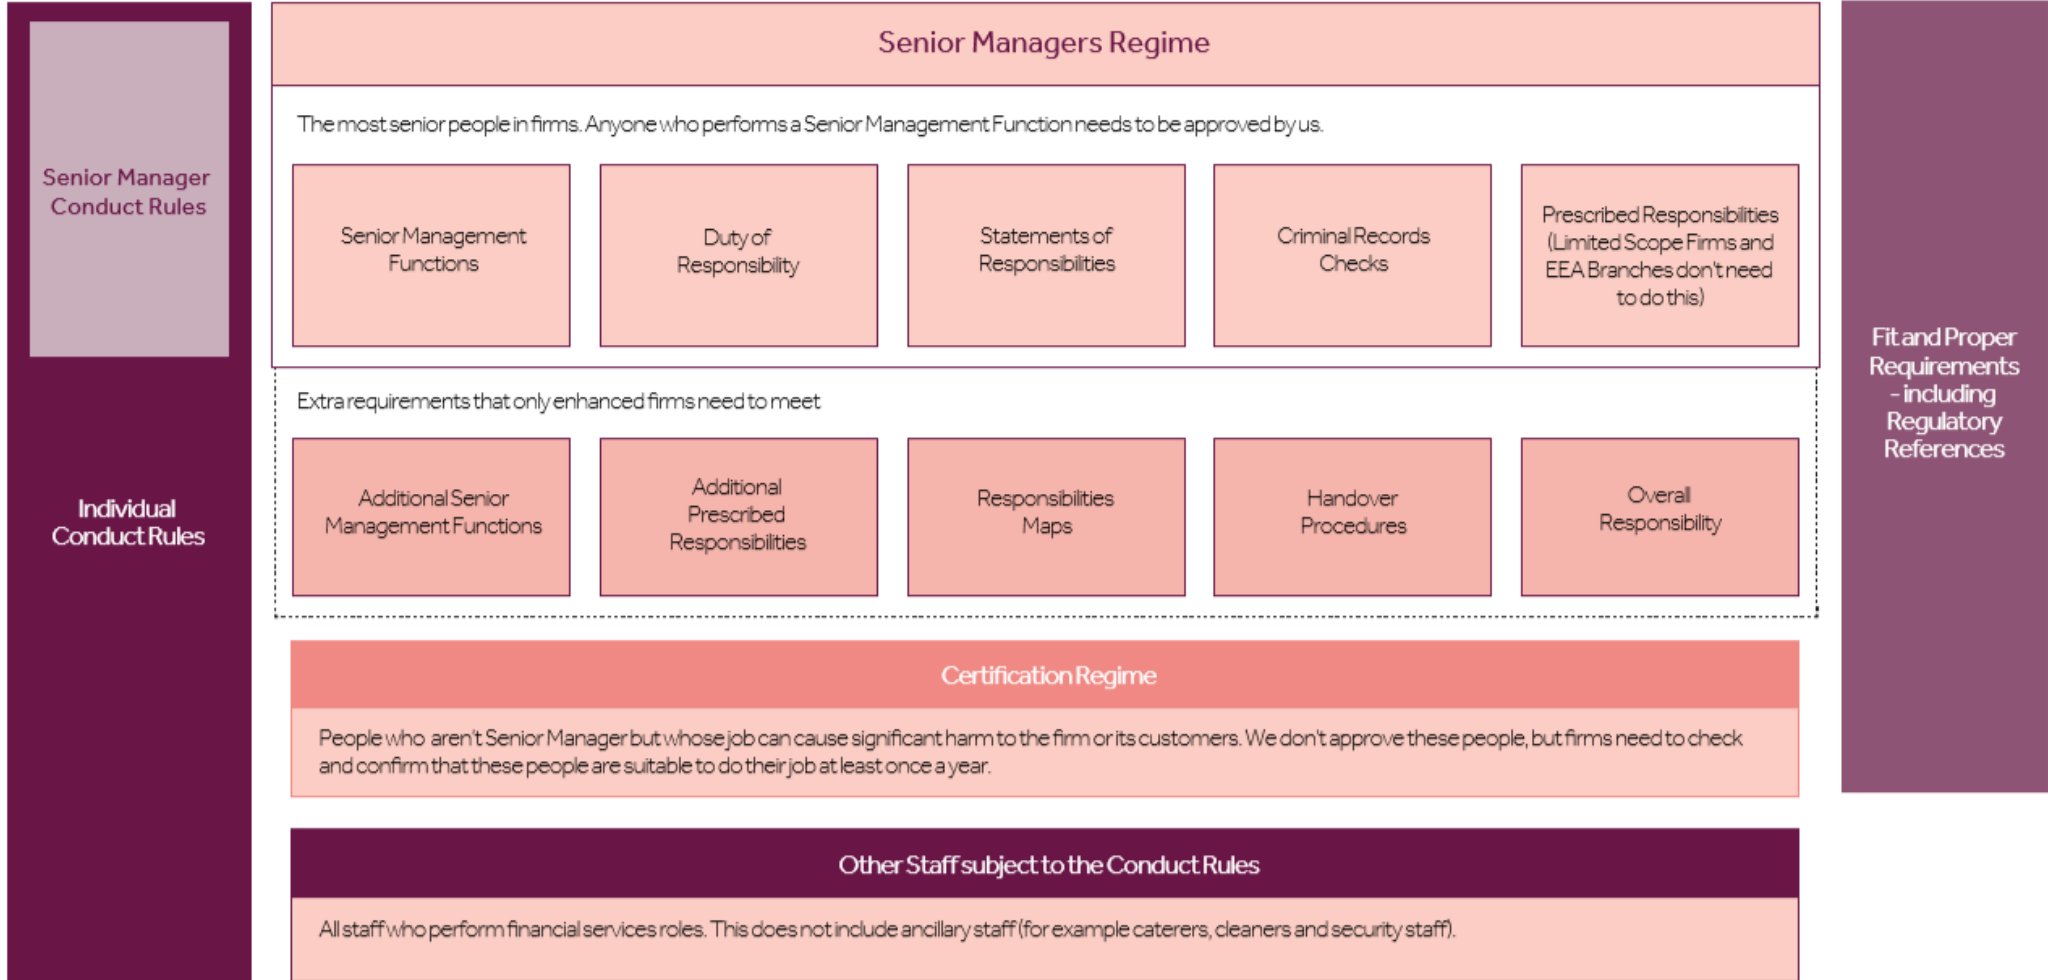 Senior Manager
Conduct Rules
Individual
Conduct Rules
Senior Managers Regime
The most senior people in firms. Anyone who performs a Senior Management Function needs to be approved by us.
Senior Management
Functions
Duty of
Responsibility
Statements of
Responsibilities
Criminal Records
Checks
Prescribed Responsibilities
(Limited Scope Firms and
EEA Branches don't need
to do this)
Extra requirements that only enhanced firms need to meet
Additional Senior
Management Functions
Additional
Prescribed
Responsibilities
Responsibilities
Maps
Handover
Procedures
Overall
Responsibility
Certification Regime
People who aren't Senior Manager but whose job can cause significant harm to the firm or its customers. We don't approve these people, but firms need to check
and confirm that these people are suitable to do their job at least once a year.
Other Staff subject to the Conduct Rules
All staff who perform financial services roles. This does not include ancillary staff (for example caterers, cleaners and security staff).
Fit and Proper
Requirements
- including
Regulatory
References